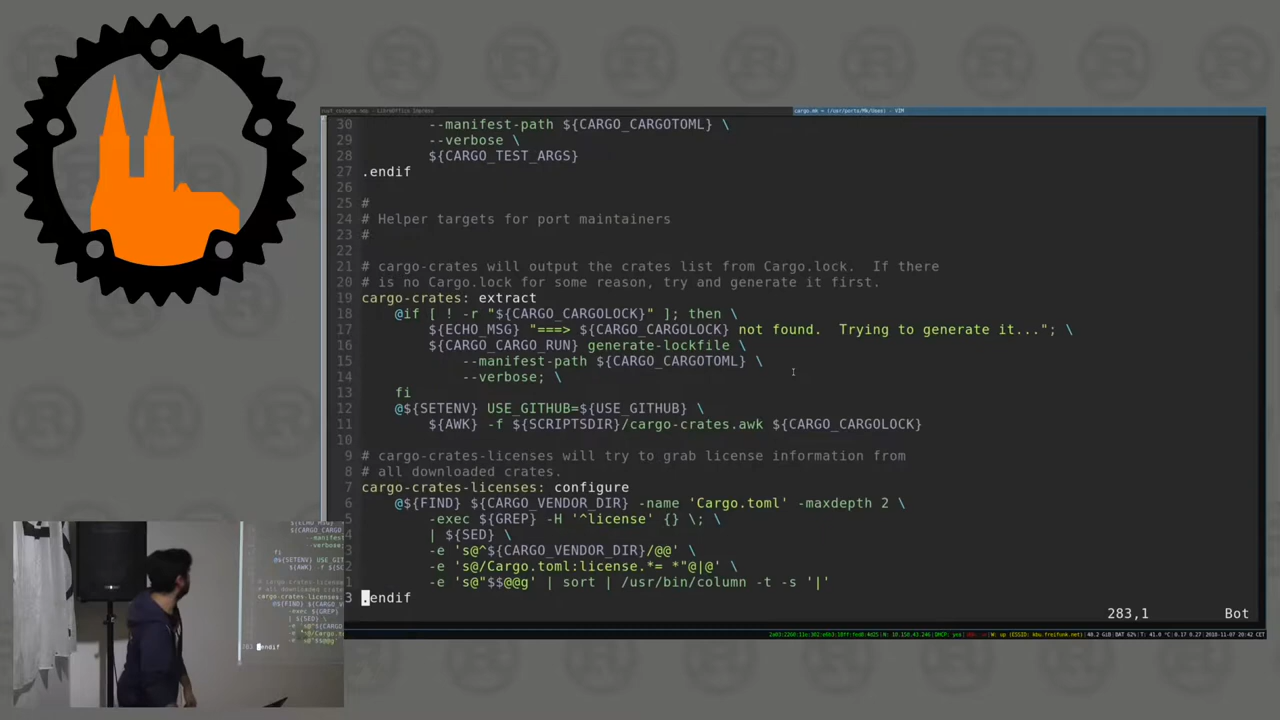 cargo.mk = (/usr/ports/Mk/Uses) - VIM
30 --manifest-path ${CARGO_CARGOTOML} \
29 --verbose \
28 ${CARGO_TEST_ARGS}
27 .endif
26
25 #
24 # Helper targets for port maintainers
23 #
22
21 # cargo-crates will output the crates list from Cargo.lock.  If there
20 # is no Cargo.lock for some reason, try and generate it first.
19 cargo-crates: extract
18 @if [ ! -r "${CARGO_CARGOLOCK}" ]; then \
17 ${ECHO_MSG} "===> ${CARGO_CARGOLOCK} not found.  Trying to generate it..."; \
16 ${CARGO_CARGO_RUN} generate-lockfile \
15 --manifest-path ${CARGO_CARGOTOML} \
14 --verbose; \
13 fi
12 @${SETENV} USE_GITHUB=${USE_GITHUB} \
11 ${AWK} -f ${SCRIPTSDIR}/cargo-crates.awk ${CARGO_CARGOLOCK}
10
9 # cargo-crates-licenses will try to grab license information from
8 # all downloaded crates.
7 cargo-crates-licenses: configure
6 @${FIND} ${CARGO_VENDOR_DIR} -name 'Cargo.toml' -maxdepth 2 \
5 -exec ${GREP} -H '^license' {} \; \
4 | ${SED} \
3 -e 's@^${CARGO_VENDOR_DIR}/@@' \
2 -e 's@/Cargo.toml:license.*= *"@|@' \
1 -e 's@"$$@@g' | sort | /usr/bin/column -t -s '|'
3 .endif
283,1 Bot